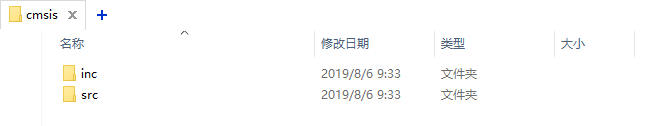 cmsis
名称 修改日期 类型 大小
inc 2019/8/6 9:33 文件夹
src 2019/8/6 9:33 文件夹